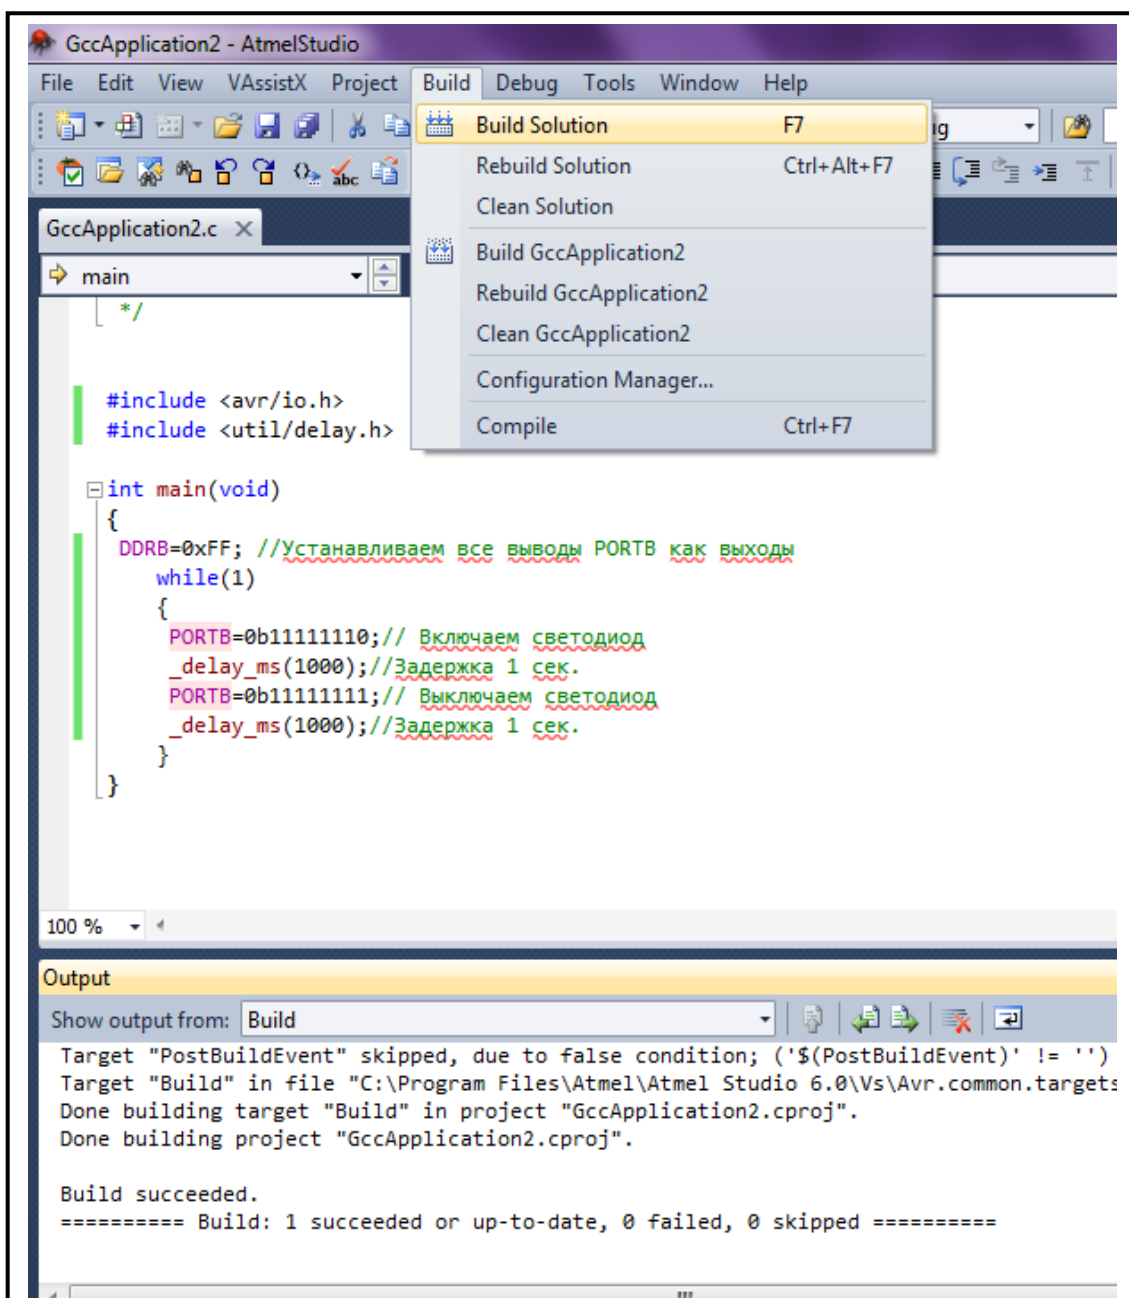 GccApplication2 - AtmelStudio
File Edit View VAssistX Project Build Debug Tools Window Help
Build Solution F7
ug
Rebuild Solution Ctrl+Alt+F7
Clean Solution
Build GccApplication2
Rebuild GccApplication2
Clean GccApplication2
Configuration Manager...
Compile Ctrl+F7
abc
GccApplication2.c
main
*/
#include <avr/io.h>
#include <util/delay.h>
int main(void)
{
DDRB=0xFF; //Устанавливаем все выводы PORTB как выходы
while(1)
{
PORTB=0b11111110;// Включаем светодиод
_delay_ms(1000);//Задержка 1 сек.
PORTB=0b11111111;// Выключаем светодиод
_delay_ms(1000);//Задержка 1 сек.
}
}
100 %
Output
Show output from: Build
Target "PostBuildEvent" skipped, due to false condition; ('$(PostBuildEvent)' != '')
Target "Build" in file "C:\Program Files\Atmel\Atmel Studio 6.0\Vs\Avr.common.targets
Done building target "Build" in project "GccApplication2.cproj".
Done building project "GccApplication2.cproj".
Build succeeded.
========== Build: 1 succeeded or up-to-date, 0 failed, 0 skipped ==========